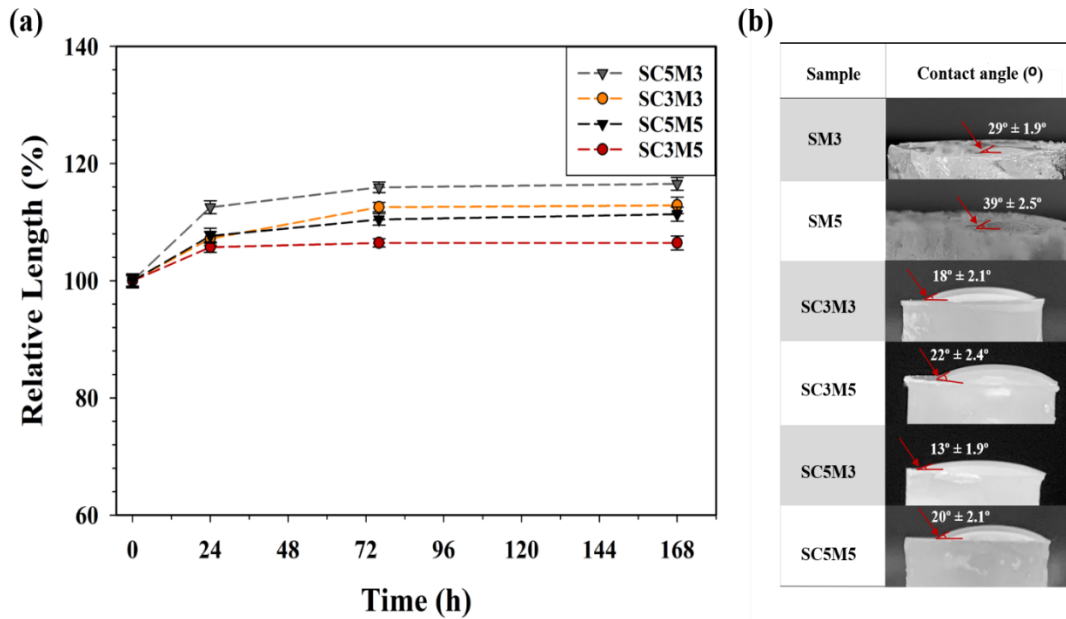 (a)
140
120
100
80
60
Relative Length (%)
0 24 48 72 96 120 144 168
Time (h)
SC5M3
SC3M3
SC5M5
SC3M5
(b)
Sample Contact angle (º)
SM3 29º ± 1.9º
SM5 39º ± 2.5º
SC3M3 18º ± 2.1º
SC3M5 22º ± 2.4º
SC5M3 13º ± 1.9º
SC5M5 20º ± 2.1º